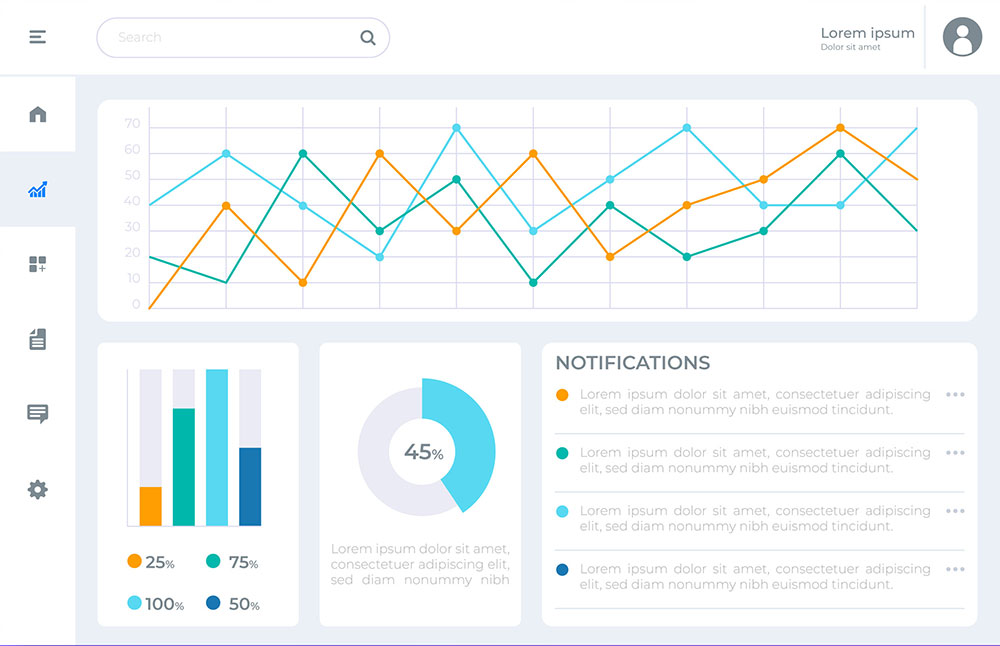 Search
Lorem ipsum
Dolor sit amet
70
60
50
40
30
20
10
0
25%
75%
100%
50%
45%
Lorem ipsum dolor sit amet,
consectetuer adipiscing elit,
sed diam nonummy nibh
NOTIFICATIONS
Lorem ipsum dolor sit amet, consectetuer adipiscing
elit, sed diam nonummy nibh euismod tincidunt.
Lorem ipsum dolor sit amet, consectetuer adipiscing
elit, sed diam nonummy nibh euismod tincidunt.
Lorem ipsum dolor sit amet, consectetuer adipiscing
elit, sed diam nonummy nibh euismod tincidunt.
Lorem ipsum dolor sit amet, consectetuer adipiscing
elit, sed diam nonummy nibh euismod tincidunt.